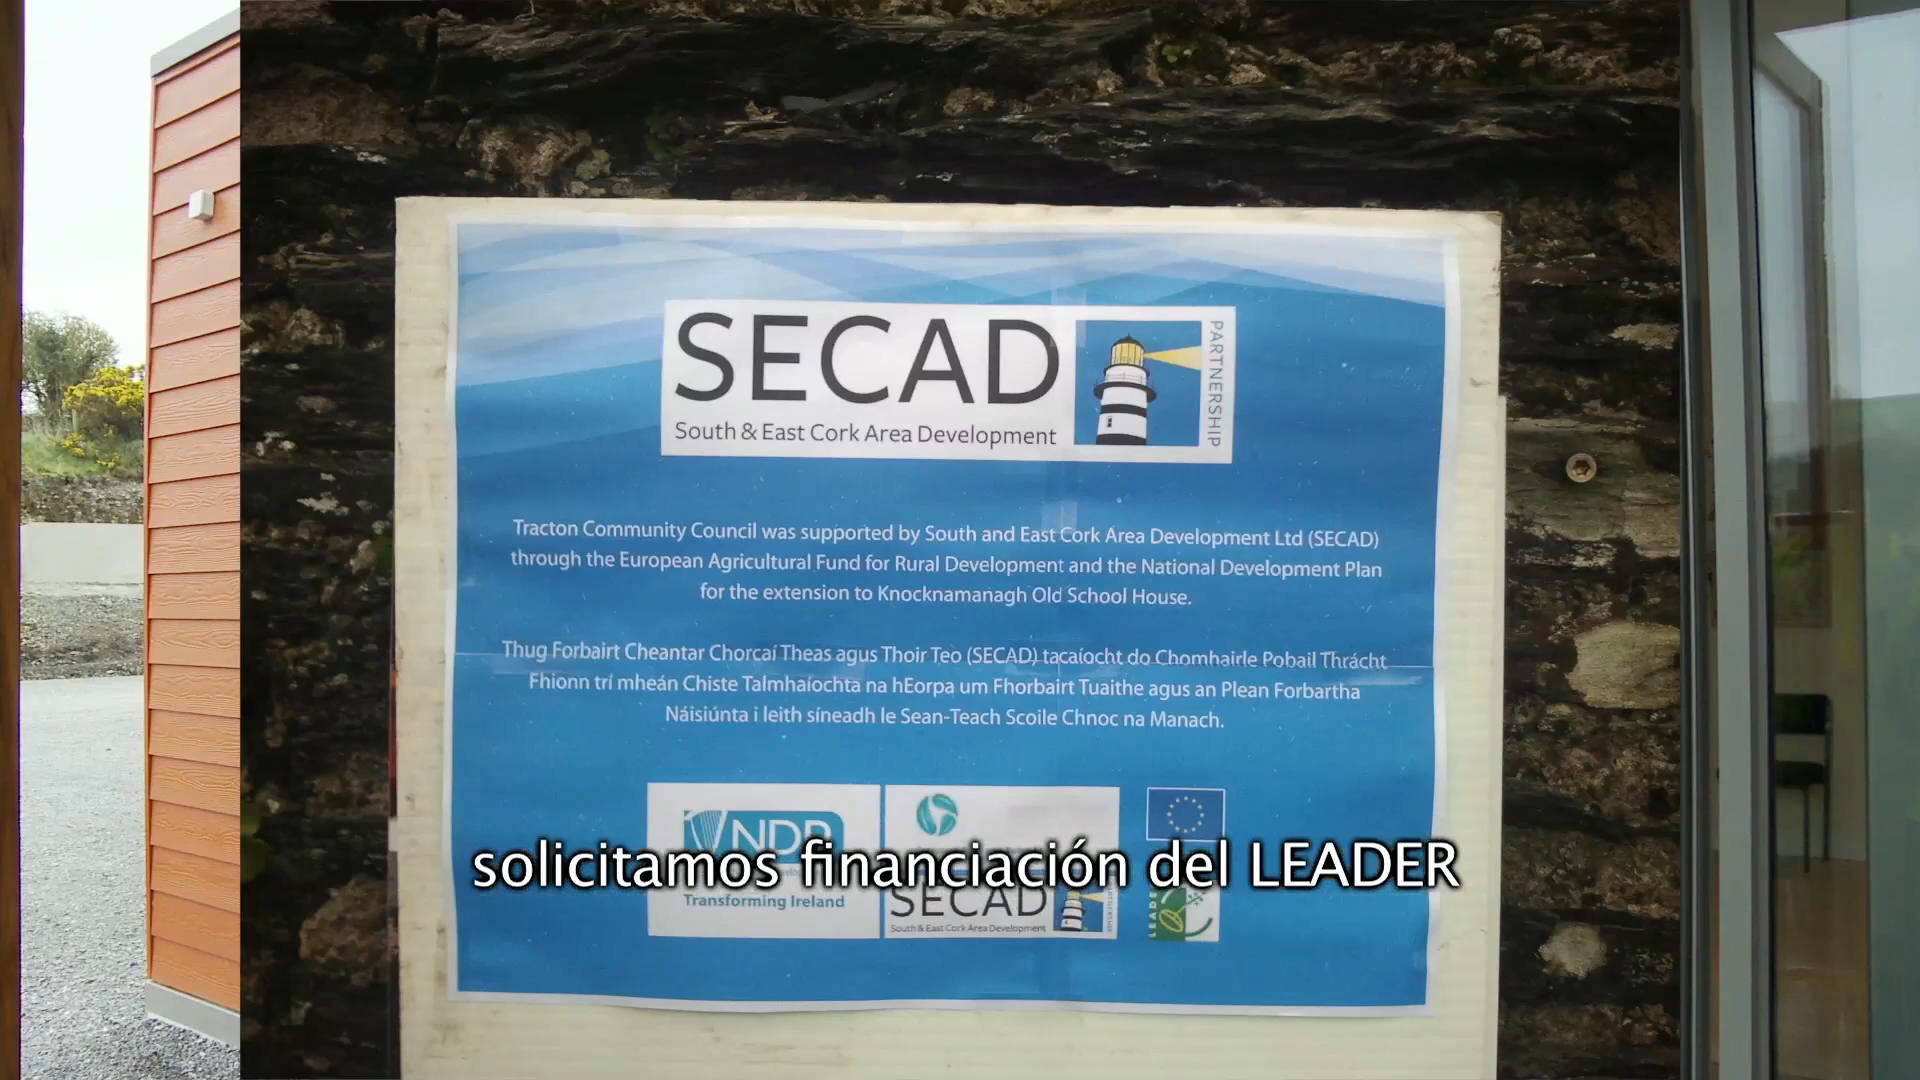 SECAD
South & East Cork Area Development
PARTNERSHIP
Tracton Community Council was supported by South and East Cork Area Development Ltd (SECAD)
through the European Agricultural Fund for Rural Development and the National Development Plan
for the extension to Knocknamanagh Old School House.
Thug Forbairt Cheantar Chorcaí Theas agus Thoir Teo (SECAD) tacaíocht do Chomhairle Pobail Thrácht
Fhionn trí mheán Chiste Talmhaíochta na hEorpa um Fhorbairt Tuaithe agus an Plean Forbartha
Náisiúnta i leith síneadh le Sean-Teach Scoile Chnoc na Manach.
NDP
solicitamos financiación del LEADER
Transforming Ireland
SECAD
South & East Cork Area Development
PARTNERSHIP
LEADER